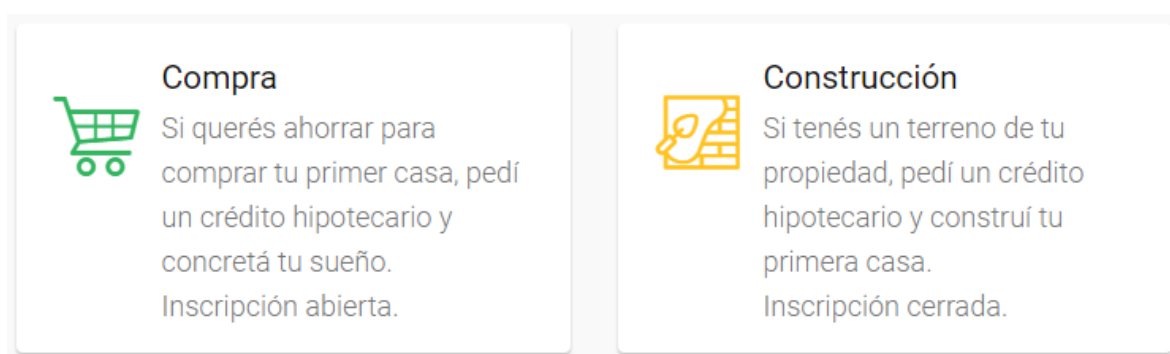 Compra
Si querés ahorrar para
comprar tu primer casa, pedí
un crédito hipotecario y
concretá tu sueño.
Inscripción abierta.
Construcción
Si tenés un terreno de tu
propiedad, pedí un crédito
hipotecario y construí tu
primera casa.
Inscripción cerrada.